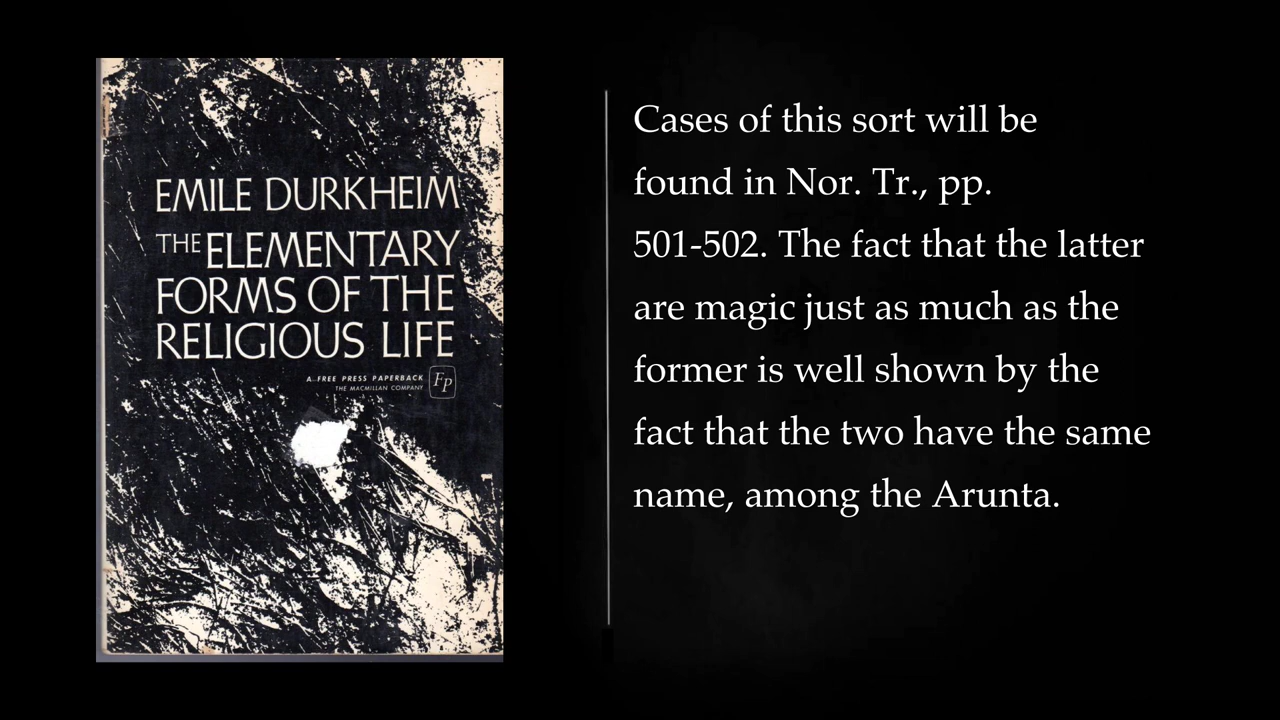 EMILE DURKHEIM
THE ELEMENTARY
FORMS OF THE
RELIGIOUS LIFE
A FREE PRESS PAPERBACK
THE MACMILLAN COMPANY
Fp
Cases of this sort will be
found in Nor. Tr., pp.
501-502. The fact that the latter
are magic just as much as the
former is well shown by the
fact that the two have the same
name, among the Arunta.